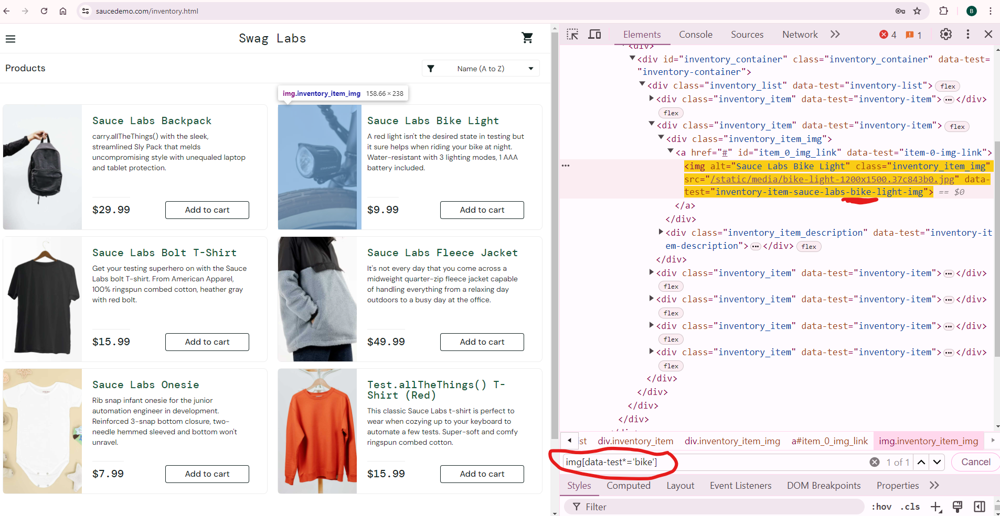 saucedemo.com/inventory.html
B
Swag Labs
Products
Name (A to Z)
img.inventory_item_img 158.66 × 238
Sauce Labs Backpack
carry.allTheThings() with the sleek,
streamlined Sly Pack that melds
uncompromising style with unequaled laptop
and tablet protection.
$29.99
Add to cart
Sauce Labs Bike Light
A red light isn't the desired state in testing but
it sure helps when riding your bike at night.
Water-resistant with 3 lighting modes, 1 AAA
battery included.
$9.99
Add to cart
Sauce Labs Bolt T-Shirt
Get your testing superhero on with the Sauce
Labs bolt T-shirt. From American Apparel,
100% ringspun combed cotton, heather gray
with red bolt.
$15.99
Add to cart
Sauce Labs Fleece Jacket
It's not every day that you come across a
midweight quarter-zip fleece jacket capable
of handling everything from a relaxing day
outdoors to a busy day at the office.
$49.99
Add to cart
Sauce Labs Onesie
Rib snap infant onesie for the junior
automation engineer in development.
Reinforced 3-snap bottom closure, two-
needle hemmed sleeved and bottom won't
unravel.
$7.99
Add to cart
Test.allTheThings() T-
Shirt (Red)
This classic Sauce Labs t-shirt is perfect to
wear when cozying up to your keyboard to
automate a few tests. Super-soft and comfy
ringspun combed cotton.
$15.99
Add to cart
Elements Console Sources Network 4 1
<div>
<div id="inventory_container" class="inventory_container" data-test=
"inventory-container">
<div class="inventory_list" data-test="inventory-list"> flex
<div class="inventory_item" data-test="inventory-item"> ••• </div>
flex
<div class="inventory_item" data-test="inventory-item"> flex
<div class="inventory_item_img">
<a href="#" id="item_0_img_link" data-test="item-0-img-link">
••• <img alt="Sauce Labs Bike Light" class="inventory_item_img"
src="/static/media/bike-light-1200x1500.37c843b0.jpg" data-
test="inventory-item-sauce-labs-bike-light-img"> == $0
</a>
</div>
<div class="inventory_item_description" data-test="inventory-it
em-description"> ••• </div> flex
</div>
<div class="inventory_item" data-test="inventory-item"> ••• </div>
flex
<div class="inventory_item" data-test="inventory-item"> ••• </div>
flex
<div class="inventory_item" data-test="inventory-item"> ••• </div>
flex
<div class="inventory_item" data-test="inventory-item"> ••• </div>
flex
</div>
</div>
</div>
</div>
ist div.inventory_item div.inventory_item_img a#item_0_img_link img.inventory_item_img
img[data-test*='bike'] 1 of 1 Cancel
Styles Computed Layout Event Listeners DOM Breakpoints Properties
Filter :hov .cls